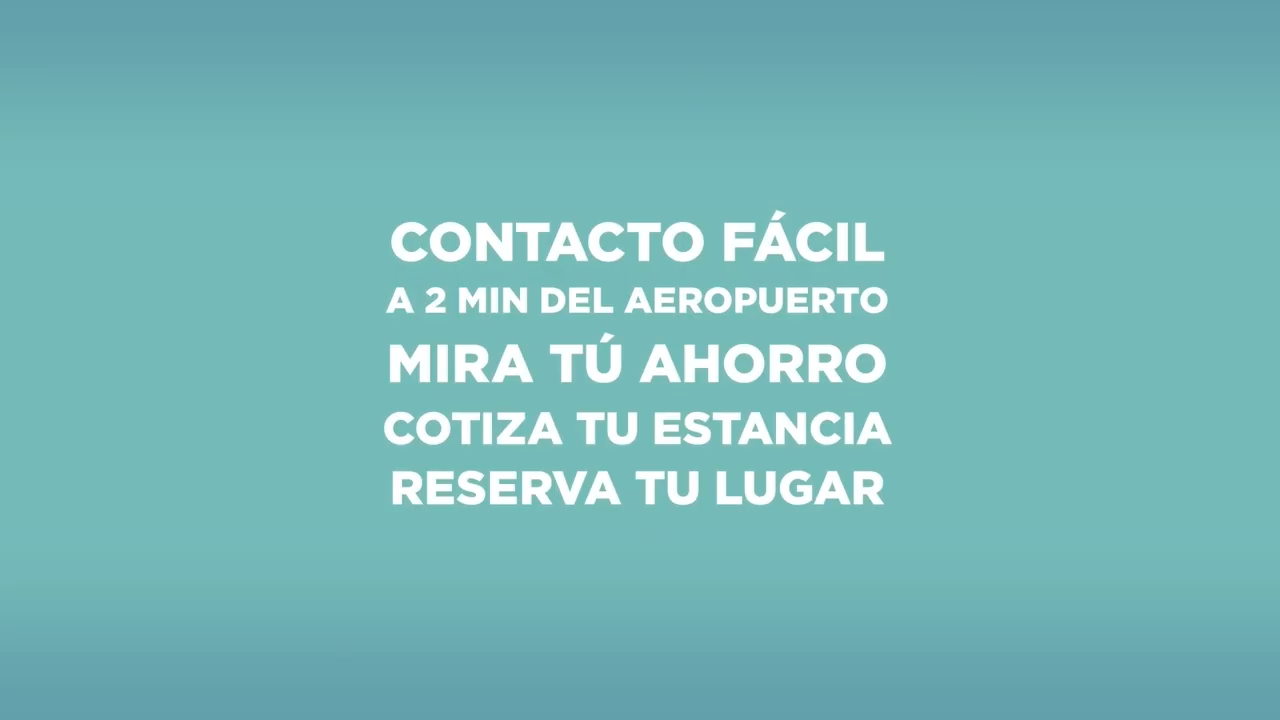 CONTACTO FÁCIL
A 2 MIN DEL AEROPUERTO
MIRA TÚ AHORRO
COTIZA TU ESTANCIA
RESERVA TU LUGAR